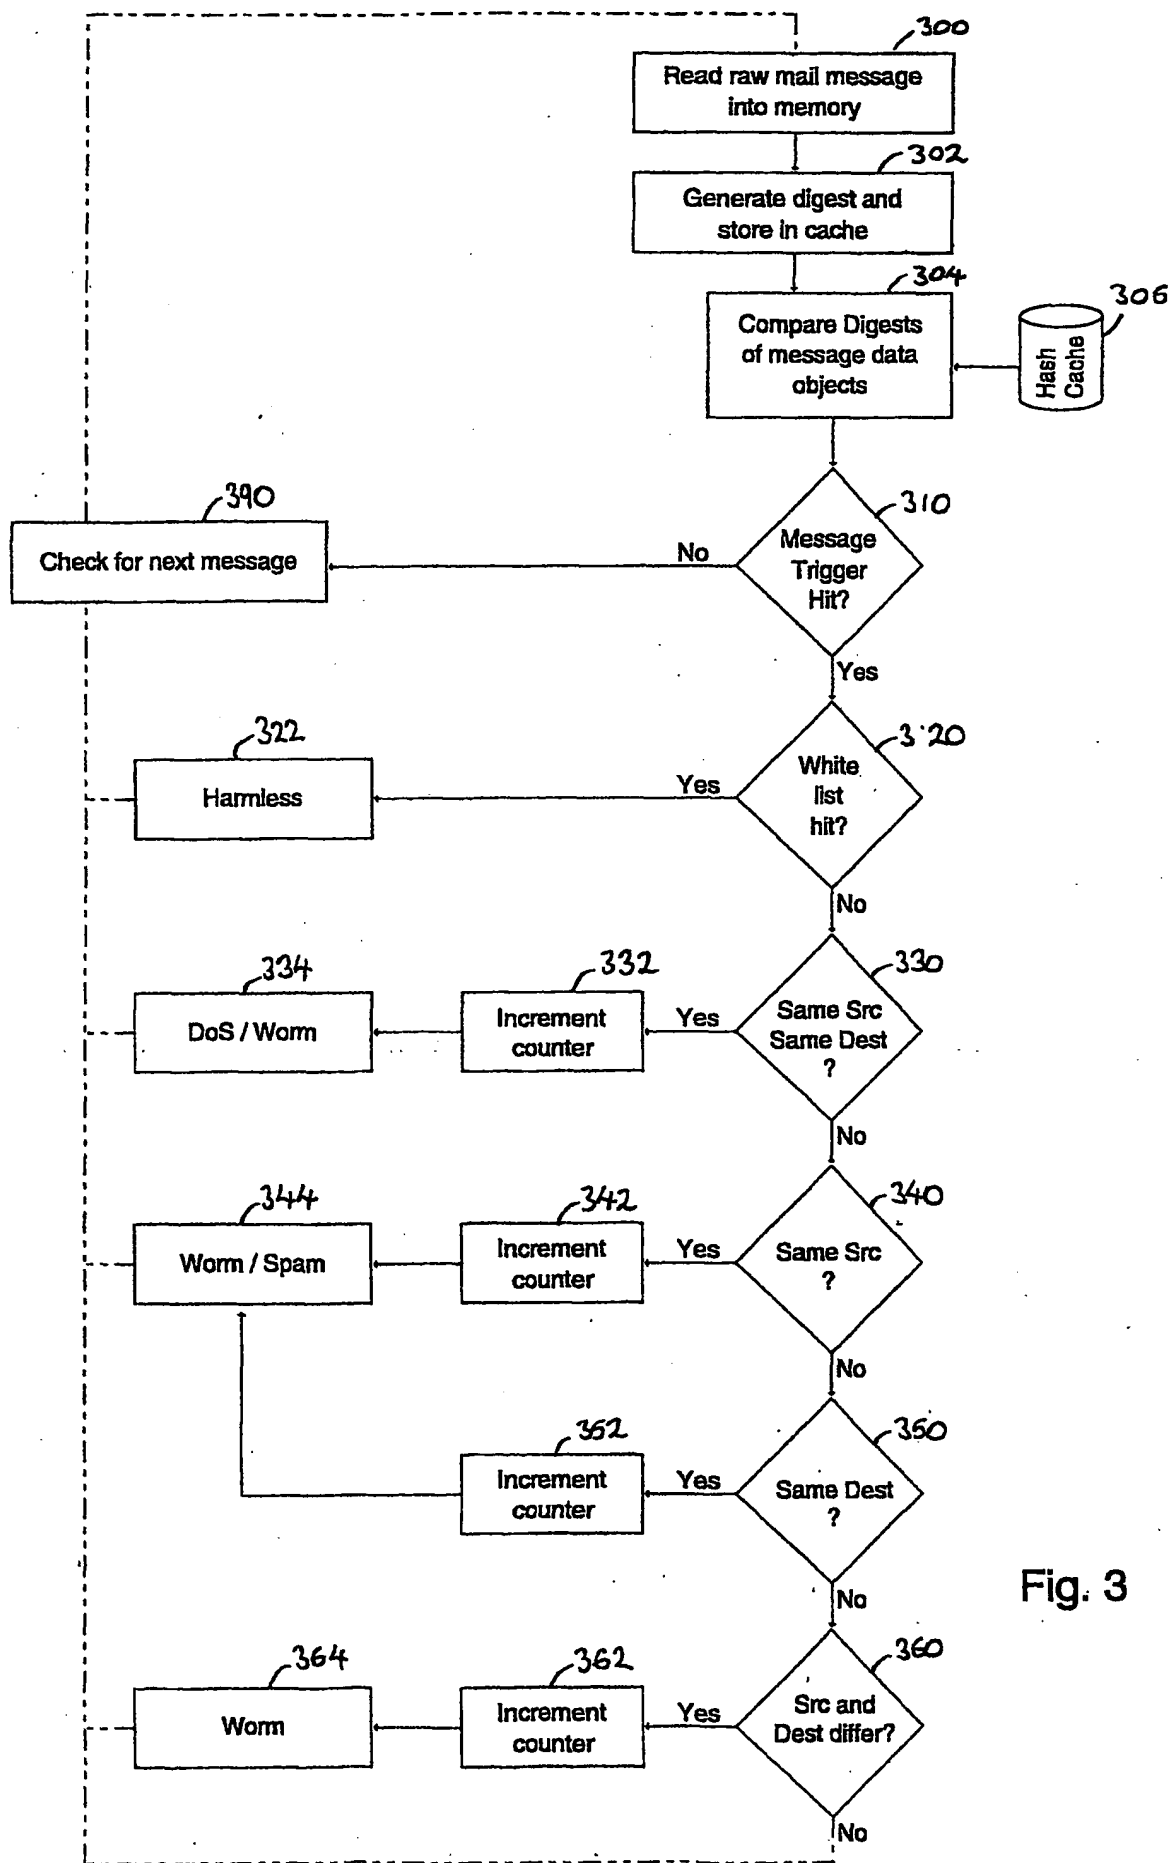 300
Read raw mail message
into memory
302
Generate digest and
store in cache
304
Compare Digests
of message data
objects
306
Hash
Cache
390
Check for next message
No
310
Message
Trigger
Hit?
Yes
322
Harmless
Yes
320
White
list
hit?
No
334
DoS / Worm
332
Increment
counter
Yes
330
Same Src
Same Dest
?
No
344
Worm / Spam
342
Increment
counter
Yes
340
Same Src
?
No
352
Increment
counter
Yes
350
Same Dest
?
No
Fig. 3
364
Worm
362
Increment
counter
Yes
360
Src and
Dest differ?
No